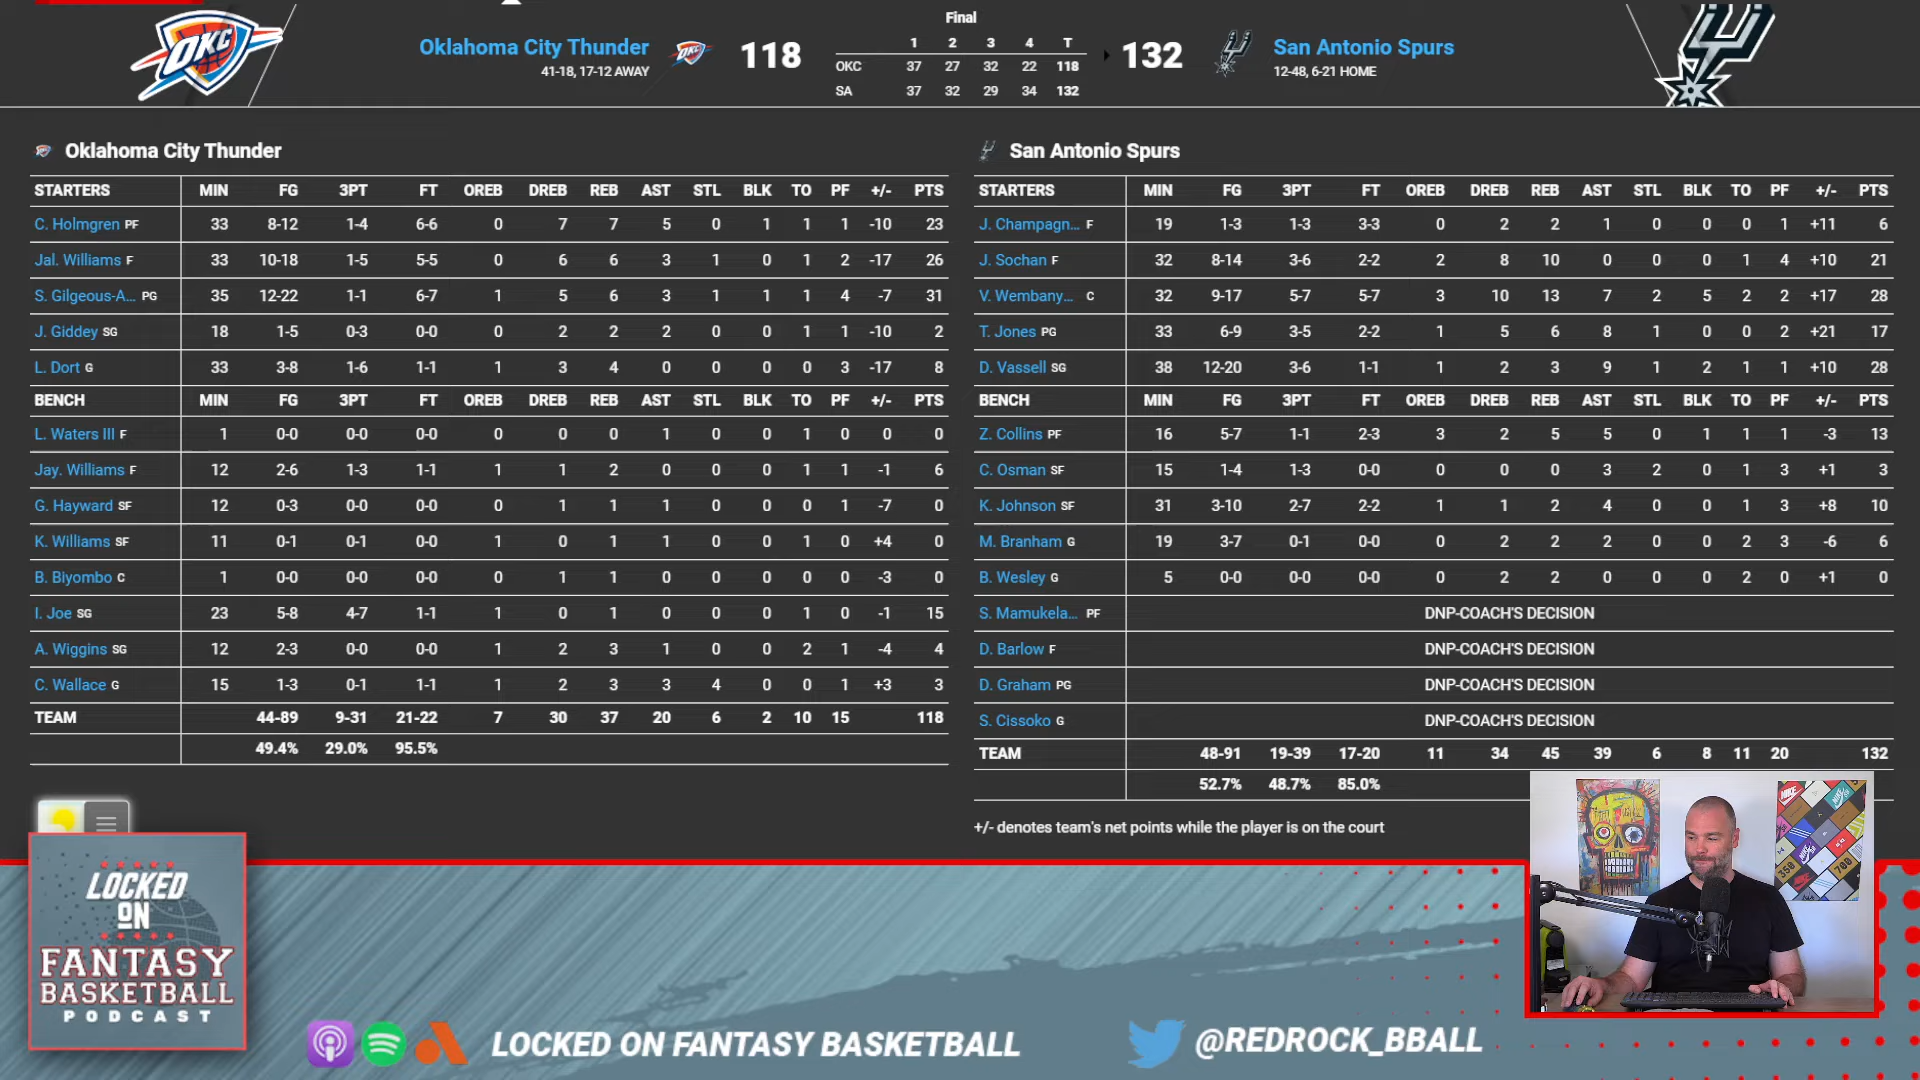 Final
Oklahoma City Thunder
41-18, 17-12 AWAY
OKC
118
1 2 3 4 T
OKC 37 27 32 22 118
SA 37 32 29 34 132
132
San Antonio Spurs
12-48, 6-21 HOME
Oklahoma City Thunder
STARTERS MIN FG 3PT FT OREB DREB REB AST STL BLK TO PF +/- PTS
C. Holmgren PF 33 8-12 1-4 6-6 0 7 7 5 0 1 1 1 -10 23
Jal. Williams F 33 10-18 1-5 5-5 0 6 6 3 1 0 1 2 -17 26
S. Gilgeous-A... PG 35 12-22 1-1 6-7 1 5 6 3 1 1 1 4 -7 31
J. Giddey SG 18 1-5 0-3 0-0 0 2 2 2 0 0 1 1 -10 2
L. Dort G 33 3-8 1-6 1-1 1 3 4 0 0 0 0 3 -17 8
BENCH MIN FG 3PT FT OREB DREB REB AST STL BLK TO PF +/- PTS
L. Waters III F 1 0-0 0-0 0-0 0 0 0 1 0 0 1 0 0 0
Jay. Williams F 12 2-6 1-3 1-1 1 1 2 0 0 0 1 1 -1 6
G. Hayward SF 12 0-3 0-0 0-0 0 1 1 1 0 0 0 1 -7 0
K. Williams SF 11 0-1 0-1 0-0 1 0 1 1 0 0 1 0 +4 0
B. Biyombo C 1 0-0 0-0 0-0 0 1 1 0 0 0 0 0 -3 0
I. Joe SG 23 5-8 4-7 1-1 1 0 1 0 0 0 1 0 -1 15
A. Wiggins SG 12 2-3 0-0 0-0 1 2 3 1 0 0 2 1 -4 4
C. Wallace G 15 1-3 0-1 1-1 1 2 3 3 4 0 0 1 +3 3
TEAM 44-89 9-31 21-22 7 30 37 20 6 2 10 15 118
49.4% 29.0% 95.5%
San Antonio Spurs
STARTERS MIN FG 3PT FT OREB DREB REB AST STL BLK TO PF +/- PTS
J. Champagn... F 19 1-3 1-3 3-3 0 2 2 1 0 0 0 1 +11 6
J. Sochan F 32 8-14 3-6 2-2 2 8 10 0 0 0 1 4 +10 21
V. Wembany... C 32 9-17 5-7 5-7 3 10 13 7 2 5 2 2 +17 28
T. Jones PG 33 6-9 3-5 2-2 1 5 6 8 1 0 0 2 +21 17
D. Vassell SG 38 12-20 3-6 1-1 1 2 3 9 1 2 1 1 +10 28
BENCH MIN FG 3PT FT OREB DREB REB AST STL BLK TO PF +/- PTS
Z. Collins PF 16 5-7 1-1 2-3 3 2 5 5 0 1 1 1 -3 13
C. Osman SF 15 1-4 1-3 0-0 0 0 0 3 2 0 1 3 +1 3
K. Johnson SF 31 3-10 2-7 2-2 1 1 2 4 0 0 1 3 +8 10
M. Branham G 19 3-7 0-1 0-0 0 2 2 2 0 0 2 3 -6 6
B. Wesley G 5 0-0 0-0 0-0 0 2 2 0 0 0 2 0 +1 0
S. Mamukela... PF DNP-COACH'S DECISION
D. Barlow F DNP-COACH'S DECISION
D. Graham PG DNP-COACH'S DECISION
S. Cissoko G DNP-COACH'S DECISION
TEAM 48-91 19-39 17-20 11 34 45 39 6 8 11 20 132
52.7% 48.7% 85.0%
+/- denotes team's net points while the player is on the court
LOCKED
ON
FANTASY
BASKETBALL
PODCAST
LOCKED ON FANTASY BASKETBALL
@REDROCK_BBALL
NIKE
350
700